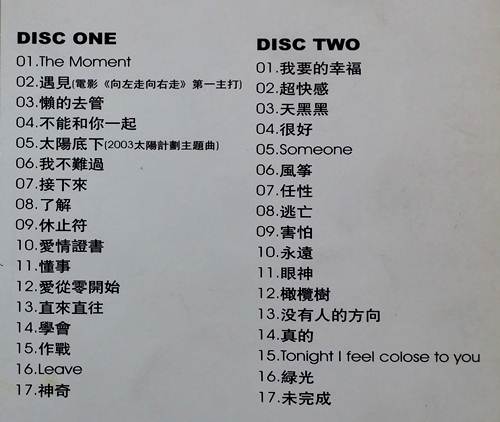 DISC ONE
01.The Moment
02.遇見(電影《向左走向右走》第一主打)
03.懶的去管
04.不能和你一起
05.太陽底下(2003太陽計劃主題曲)
06.我不難過
07.接下來
08.了解
09.休止符
10.愛情證書
11.懂事
12.愛從零開始
13.直來直往
14.學會
15.作戰
16.Leave
17.神奇
DISC TWO
01.我要的幸福
02.超快感
03.天黑黑
04.很好
05.Someone
06.風箏
07.任性
08.逃亡
09.害怕
10.永遠
11.眼神
12.橄欖樹
13.没有人的方向
14.真的
15.Tonight I feel colose to you
16.緑光
17.未完成